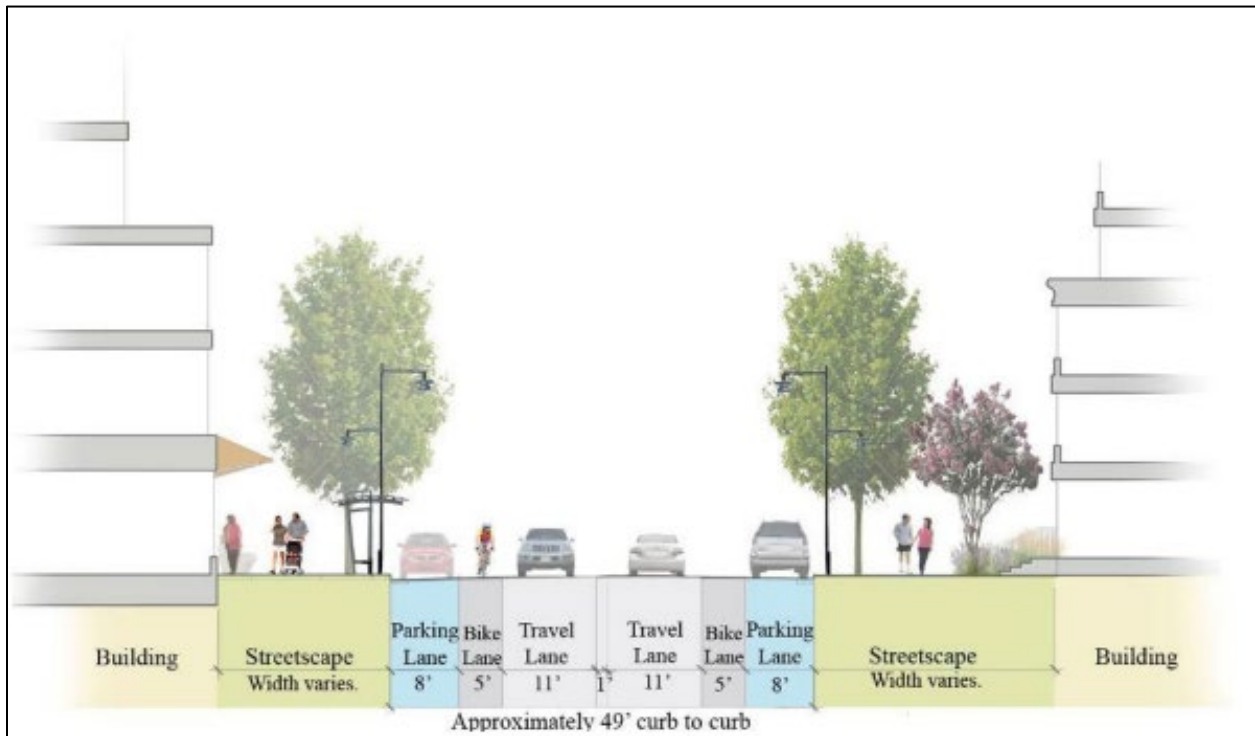 Building
Streetscape
Width varies.
Parking
Lane
8’
Bike
Lane
5’
Travel
Lane
11’
1’
Travel
Lane
11’
Bike
Lane
5’
Parking
Lane
8’
Streetscape
Width varies.
Building
Approximately 49’ curb to curb